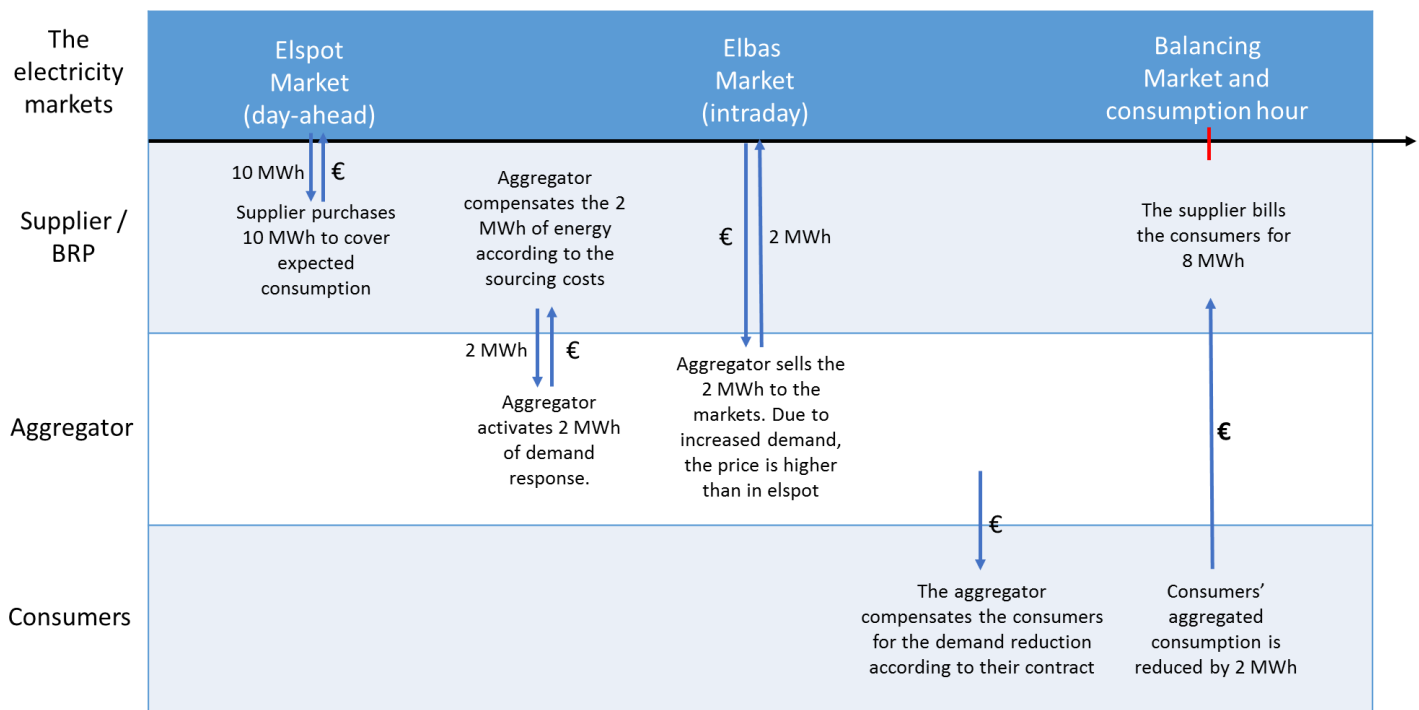 The
electricity
markets
Elspot
Market
(day-ahead)
Elbas
Market
(intraday)
Balancing
Market and
consumption hour
Supplier /
BRP
10 MWh
€
Supplier purchases
10 MWh to cover
expected
consumption
Aggregator
compensates the 2
MWh of energy
according to the
sourcing costs
€
2 MWh
The supplier bills
the consumers for
8 MWh
Aggregator
2 MWh
€
Aggregator
activates 2 MWh
of demand
response.
Aggregator sells the
2 MWh to the
markets. Due to
increased demand,
the price is higher
than in elspot
€
€
Consumers
The aggregator
compensates the consumers
for the demand reduction
according to their contract
Consumers’
aggregated
consumption is
reduced by 2 MWh